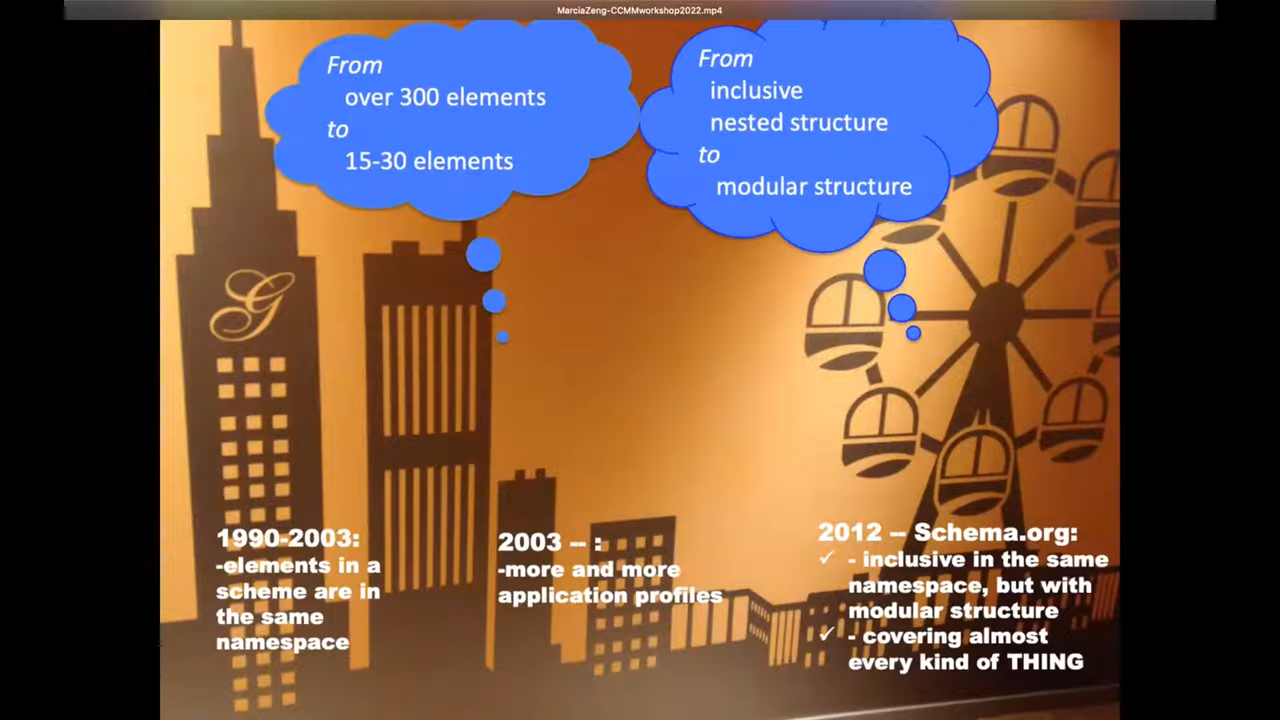 MarciaZeng-CCMMworkshop2022.mp4
From
over 300 elements
to
15-30 elements
From
inclusive
nested structure
to
modular structure
G
1990-2003:
-elements in a
scheme are in
the same
namespace
2003 -- :
-more and more
application profiles
2012 -- Schema.org:
✓ - inclusive in the same
namespace, but with
modular structure
✓ - covering almost
every kind of THING